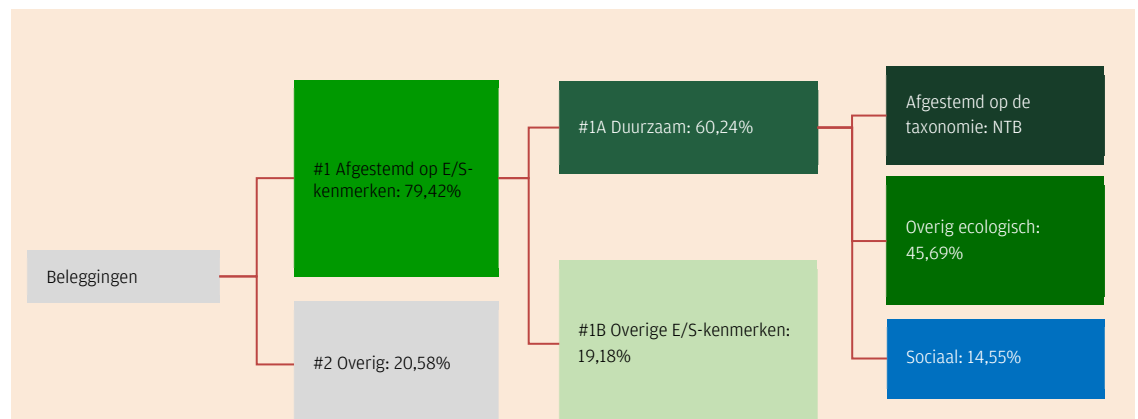 Beleggingen
#1 Afgestemd op E/S-
kenmerken: 79,42%
#2 Overig: 20,58%
#1A Duurzaam: 60,24%
#1B Overige E/S-kenmerken:
19,18%
Afgestemd op de
taxonomie: NTB
Overig ecologisch:
45,69%
Sociaal: 14,55%